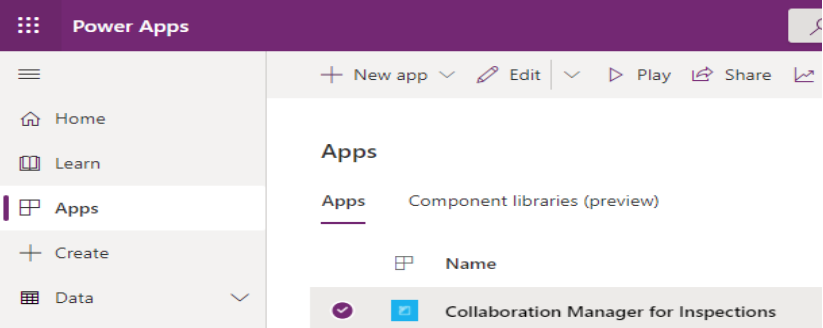 Power Apps
New app Edit Play Share
Home
Learn
Apps
Create
Data
Apps
Apps Component libraries (preview)
Name
Collaboration Manager for Inspections